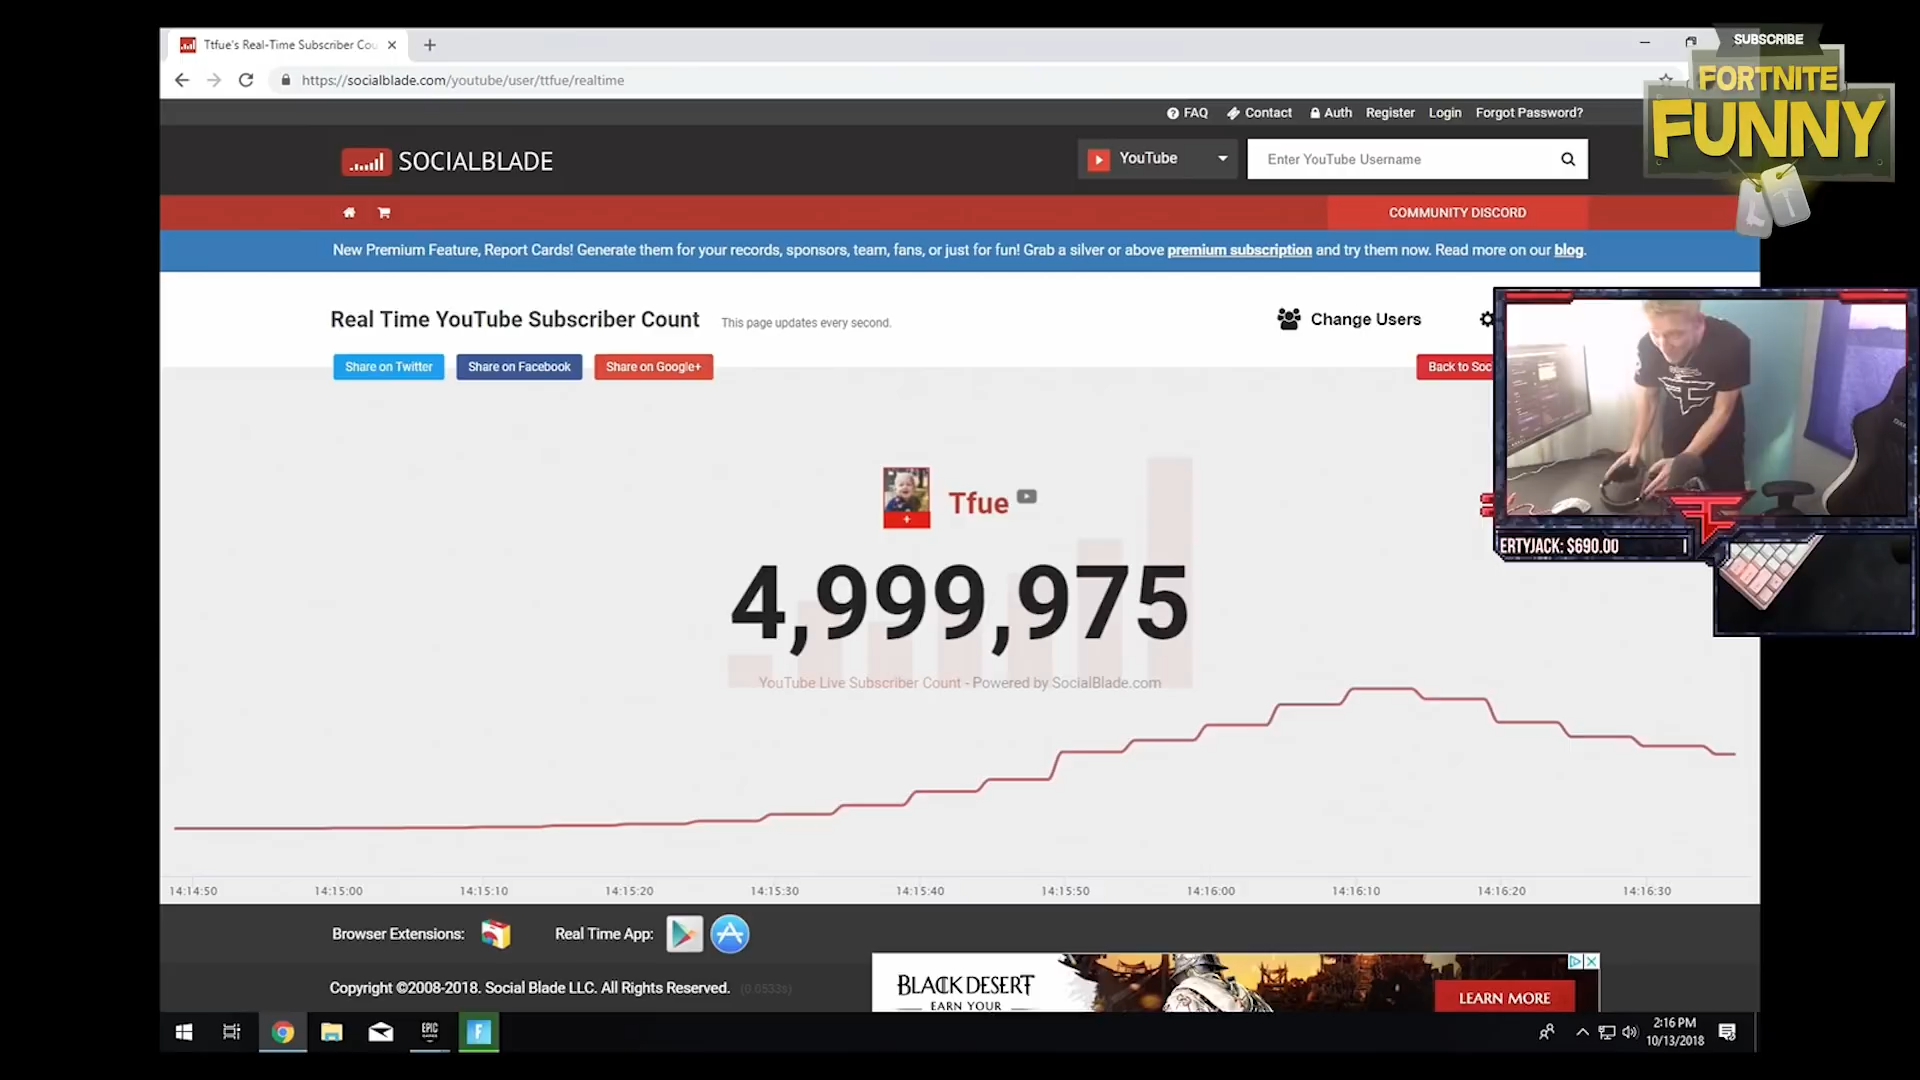 Ttfue's Real-Time Subscriber Cou
SUBSCRIBE
FORTNITE
FUNNY
LT
https://socialblade.com/youtube/user/ttfue/realtime
FAQ Contact Auth Register Login Forgot Password?
SOCIALBLADE
YouTube
Enter YouTube Username
COMMUNITY DISCORD
New Premium Feature, Report Cards! Generate them for your records, sponsors, team, fans, or just for fun! Grab a silver or above premium subscription and try them now. Read more on our blog.
Real Time YouTube Subscriber Count
This page updates every second.
Change Users
Share on Twitter
Share on Facebook
Share on Google+
Back to Soc
Tfue
4,999,975
YouTube Live Subscriber Count - Powered by SocialBlade.com
ERTYJACK: $690.00
14:14:50 14:15:00 14:15:10 14:15:20 14:15:30 14:15:40 14:15:50 14:16:00 14:16:10 14:16:20 14:16:30
Browser Extensions:
Real Time App:
Copyright ©2008-2018. Social Blade LLC. All Rights Reserved. (0.0533s)
BLACK DESERT
EARN YOUR
LEARN MORE
EPIC
F
2:16 PM
10/13/2018